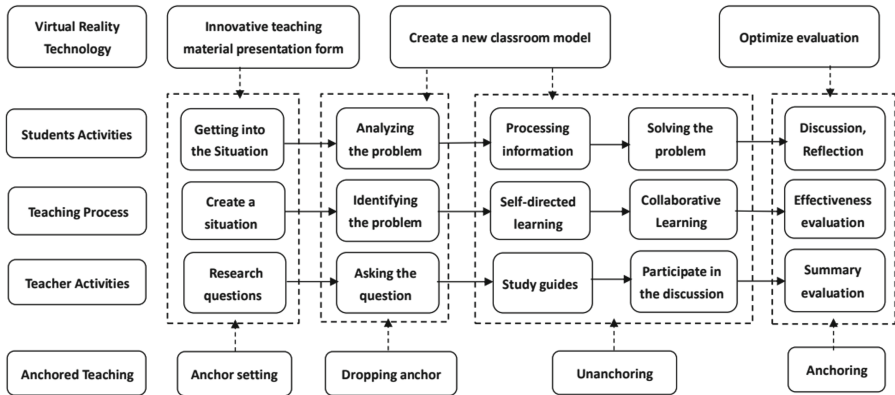 Virtual Reality
Technology
Innovative teaching
material presentation form
Create a new classroom model
Optimize evaluation
Students Activities
Getting into
the Situation
Analyzing
the problem
Processing
information
Solving the
problem
Discussion,
Reflection
Teaching Process
Create a
situation
Identifying
the problem
Self-directed
learning
Collaborative
Learning
Effectiveness
evaluation
Teacher Activities
Research
questions
Asking the
question
Study guides
Participate in
the discussion
Summary
evaluation
Anchored Teaching
Anchor setting
Dropping anchor
Unanchoring
Anchoring